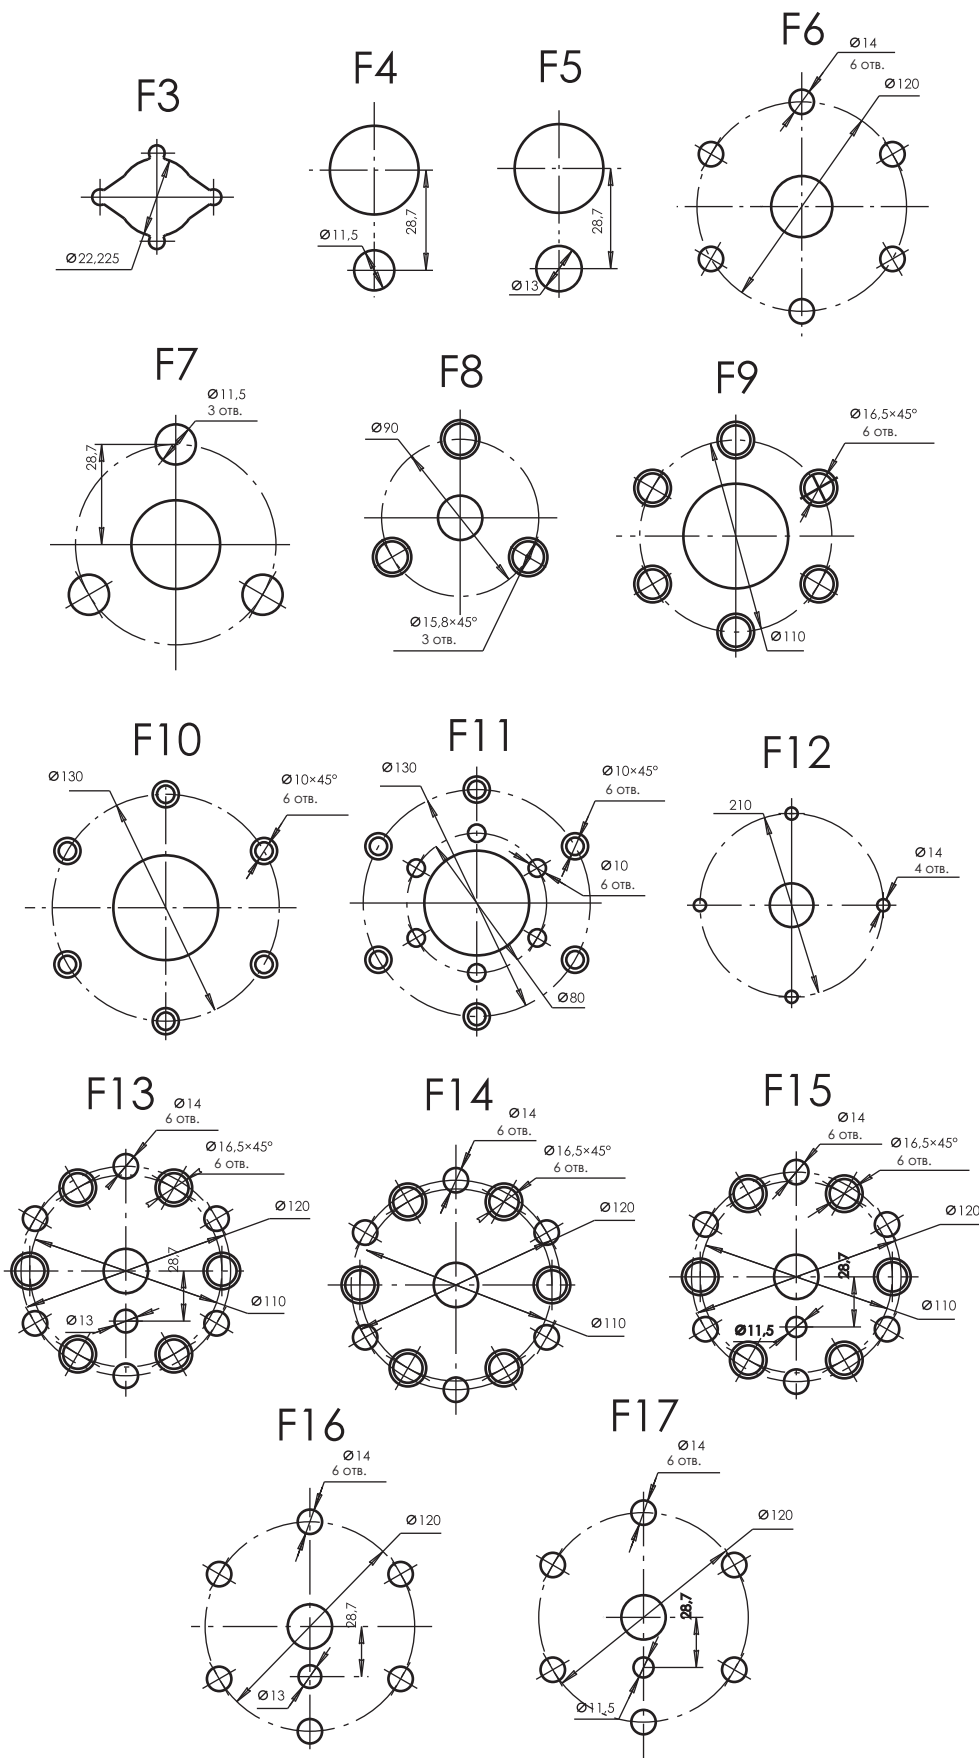 F3
Ø22,225
F4
28,7
Ø11,5
F5
28,7
Ø13
F6
Ø14
6 отв.
Ø120
F7
Ø11,5
3 отв.
28,7
F8
Ø90
Ø15,8×45°
3 отв.
F9
Ø16,5×45°
6 отв.
Ø110
F10
Ø130
Ø10×45°
6 отв.
F11
Ø130
Ø10×45°
6 отв.
Ø10
6 отв.
Ø80
F12
210
Ø14
4 отв.
F13
Ø14
6 отв.
Ø16,5×45°
6 отв.
Ø120
28,7
Ø110
Ø13
F14
Ø14
6 отв.
Ø16,5×45°
6 отв.
Ø120
Ø110
F15
Ø14
6 отв.
Ø16,5×45°
6 отв.
Ø120
28,7
Ø110
Ø11,5
F16
Ø14
6 отв.
Ø120
28,7
Ø13
F17
Ø14
6 отв.
Ø120
28,7
Ø11,5